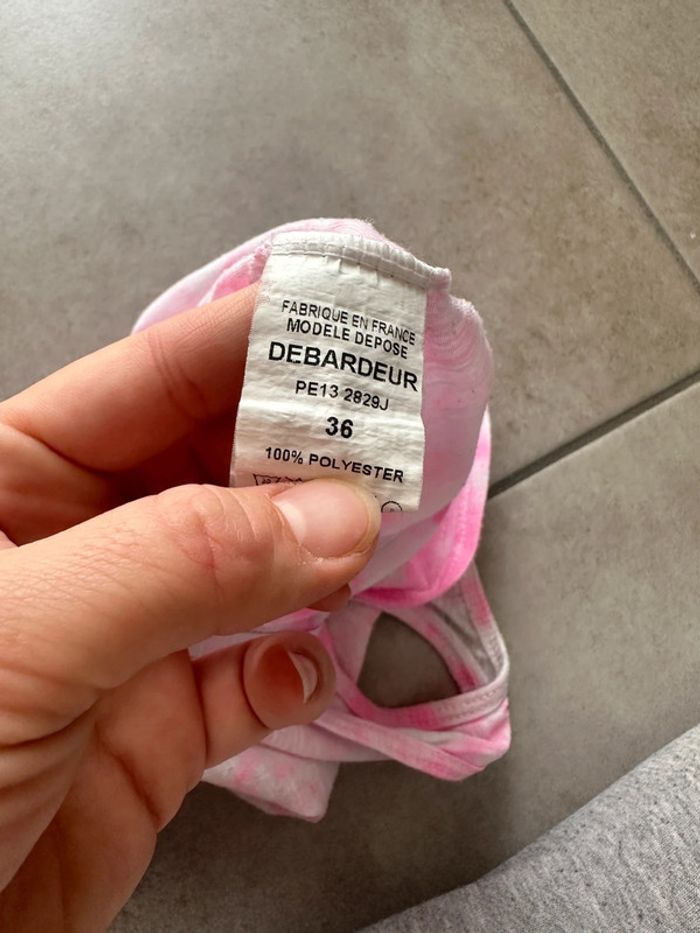 FABRIQUE EN FRANCE
MODELE DEPOSE
DEBARDEUR
PE13 2829J
36
100% POLYESTER